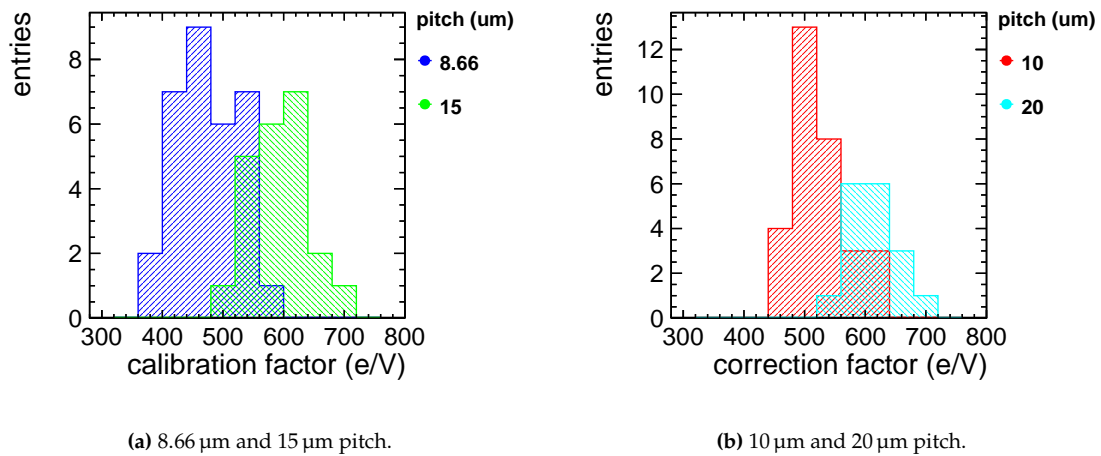 entries
8
6
4
2
0
300 400 500 600 700 800
calibration factor (e/V)
pitch (um)
8.66
15
(a) 8.66 µm and 15 µm pitch.
entries
12
10
8
6
4
2
0
300 400 500 600 700 800
correction factor (e/V)
pitch (um)
10
20
(b) 10 µm and 20 µm pitch.